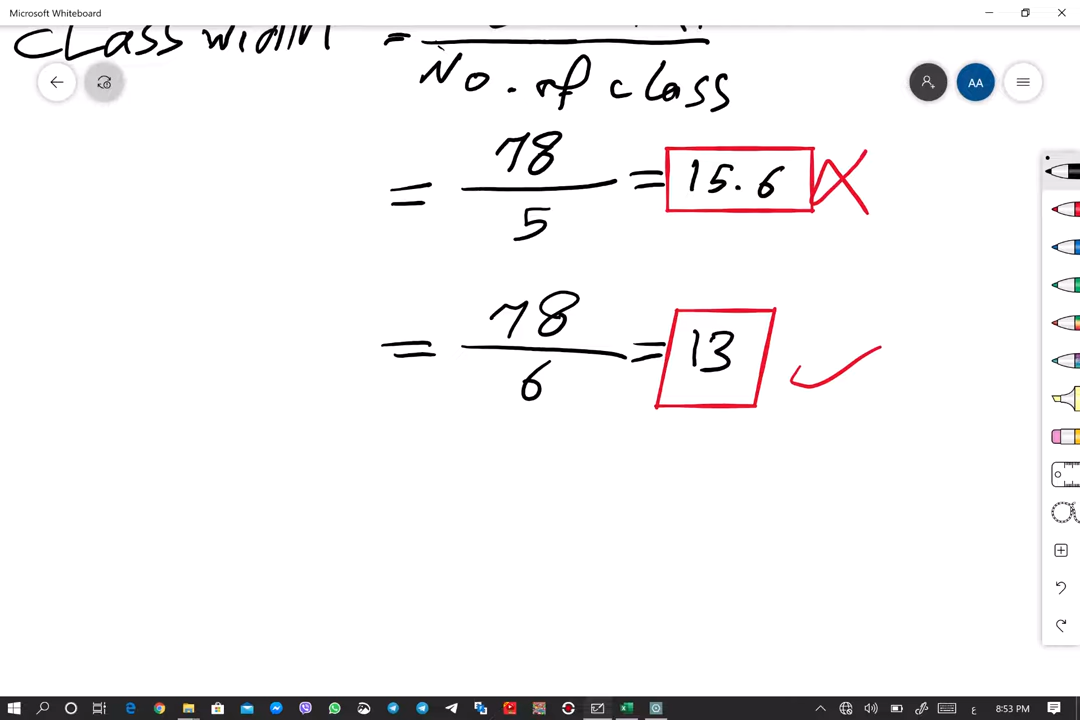 Microsoft Whiteboard
Class width =
No. of class
AA
= 78 / 5 = 15.6
= 78 / 6 = 13
ع 8:53 PM